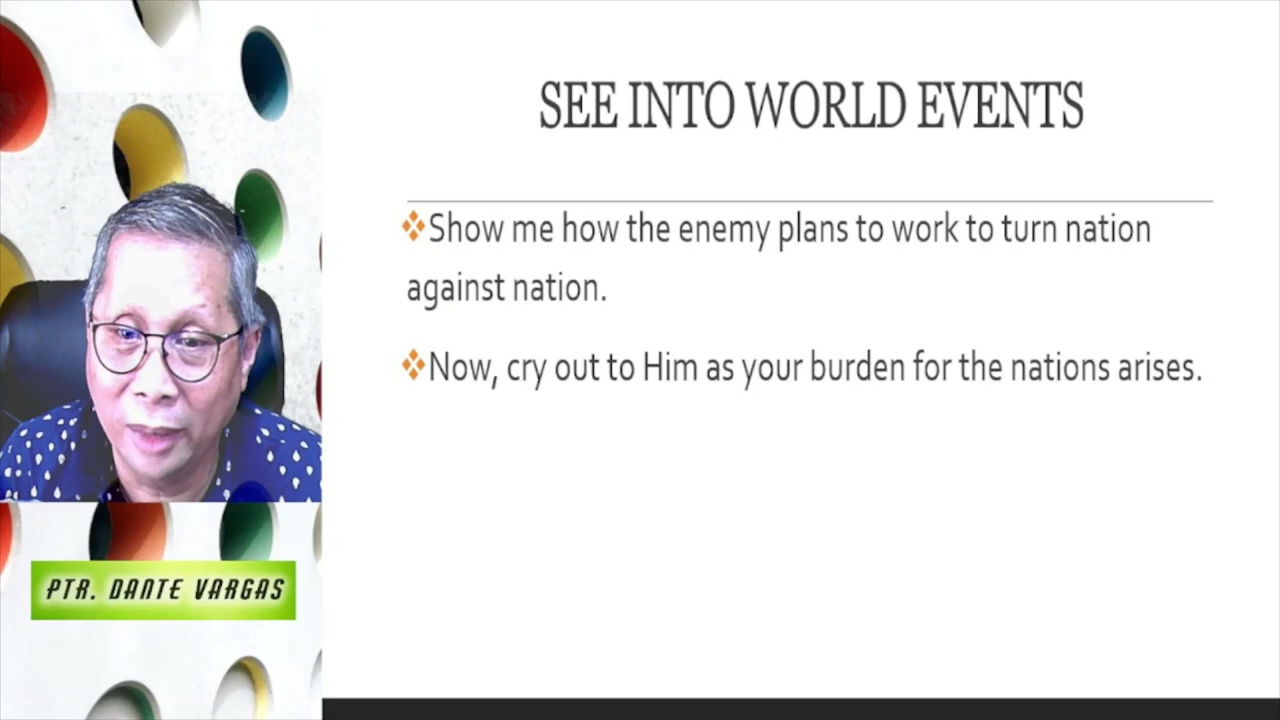 SEE INTO WORLD EVENTS
❖Show me how the enemy plans to work to turn nation
against nation.
❖Now, cry out to Him as your burden for the nations arises.
PTR. DANTE VARGAS